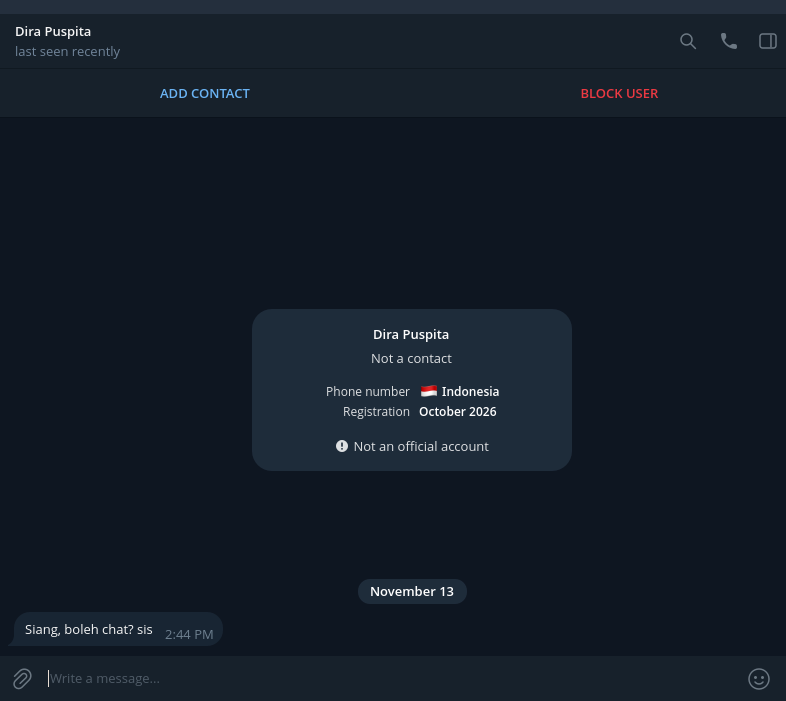 Dira Puspita
last seen recently
ADD CONTACT
BLOCK USER
Dira Puspita
Not a contact
Phone number 🇮🇩 Indonesia
Registration October 2026
Not an official account
November 13
Siang, boleh chat? sis 2:44 PM
Write a message...